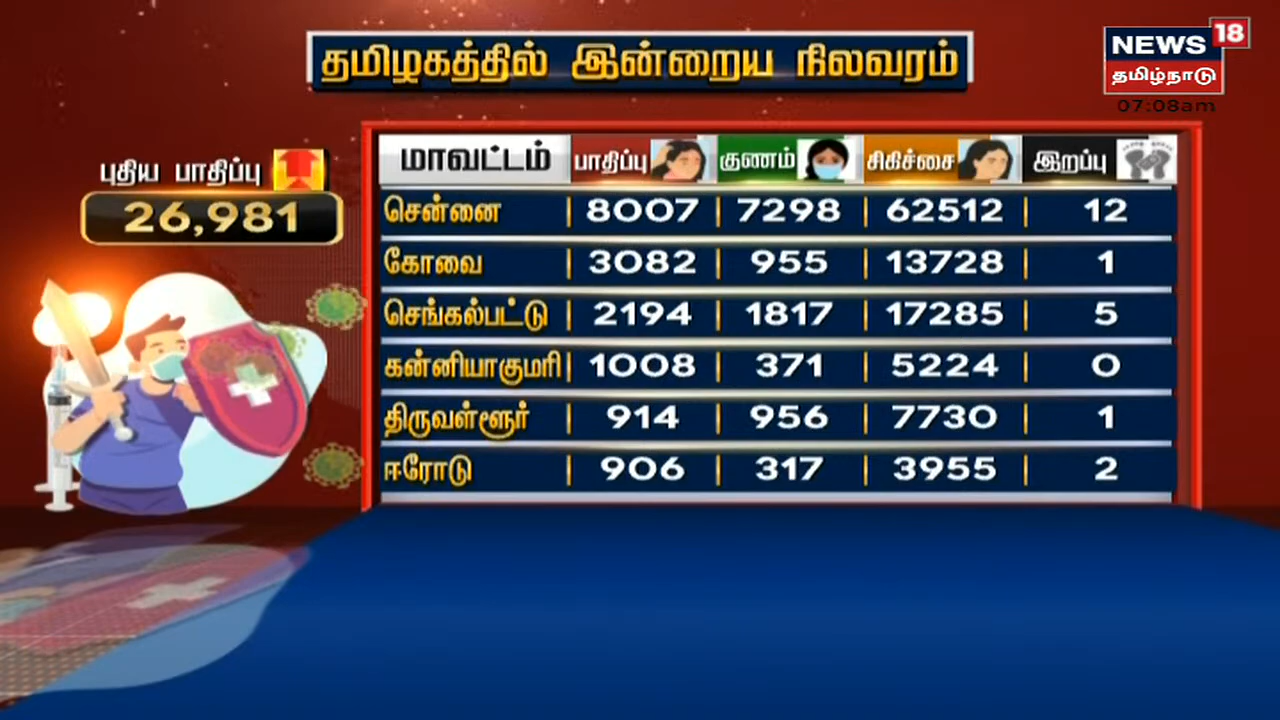 தமிழகத்தில் இன்றைய நிலவரம்
NEWS 18
தமிழ்நாடு
07:08am
புதிய பாதிப்பு
26,981
மாவட்டம் பாதிப்பு குணம் சிகிச்சை இறப்பு
சென்னை 8007 7298 62512 12
கோவை 3082 955 13728 1
செங்கல்பட்டு 2194 1817 17285 5
கன்னியாகுமரி 1008 371 5224 0
திருவள்ளூர் 914 956 7730 1
ஈரோடு 906 317 3955 2